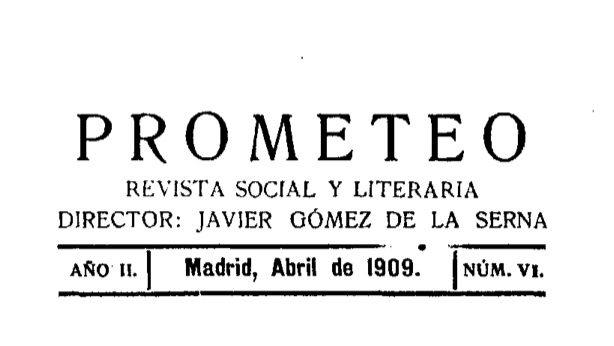 PROMETEO
REVISTA SOCIAL Y LITERARIA
DIRECTOR: JAVIER GÓMEZ DE LA SERNA
AÑO II. Madrid, Abril de 1909. NÚM. VI.